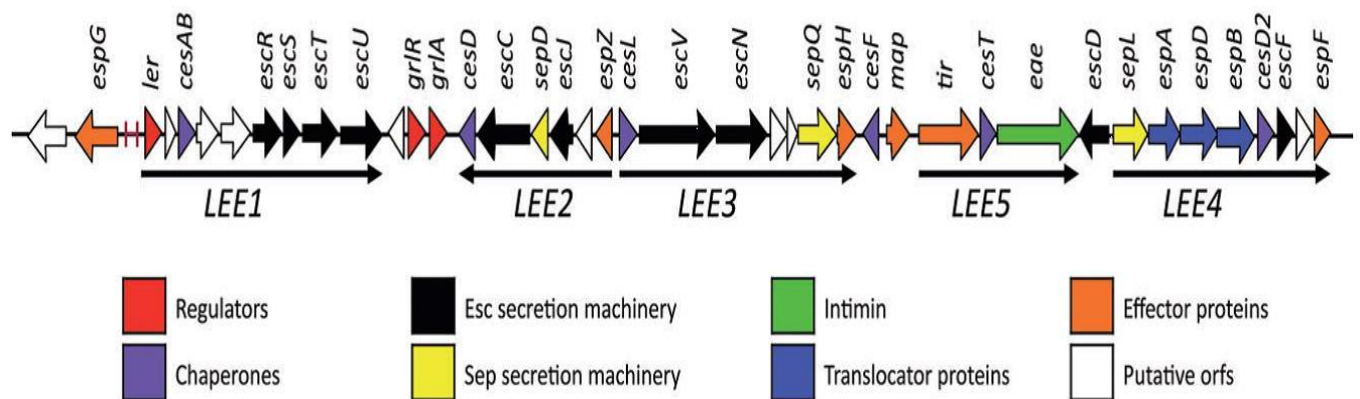 espG ler cesAB escR escS escT escU grlR grlA cesD escC sepD escJ espZ cesL escV escN sepQ espH cesF map tir cesT eae escD sepL espA espD espB cesD2 escF espF
LEE1 LEE2 LEE3 LEE5 LEE4
Regulators Esc secretion machinery Intimin Effector proteins
Chaperones Sep secretion machinery Translocator proteins Putative orfs